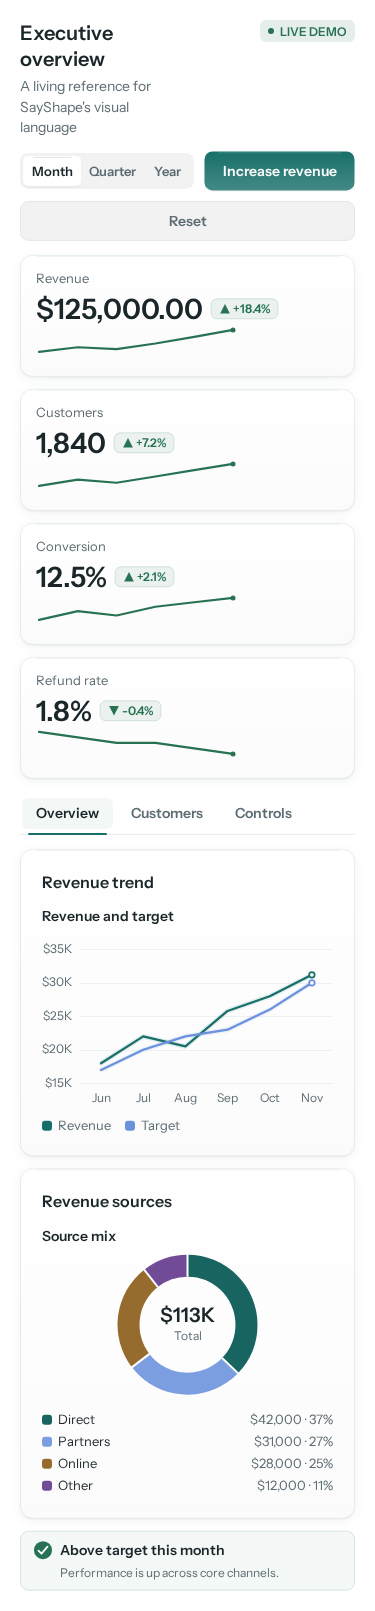 Executive
overview
LIVE DEMO
A living reference for
SayShape's visual
language
Month Quarter Year
Increase revenue
Reset
Revenue
$125,000.00 ▲ +18.4%
Customers
1,840 ▲ +7.2%
Conversion
12.5% ▲ +2.1%
Refund rate
1.8% ▼ -0.4%
Overview Customers Controls
Revenue trend
Revenue and target
$35K
$30K
$25K
$20K
$15K
Jun Jul Aug Sep Oct Nov
Revenue Target
Revenue sources
Source mix
$113K
Total
Direct $42,000 · 37%
Partners $31,000 · 27%
Online $28,000 · 25%
Other $12,000 · 11%
Above target this month
Performance is up across core channels.